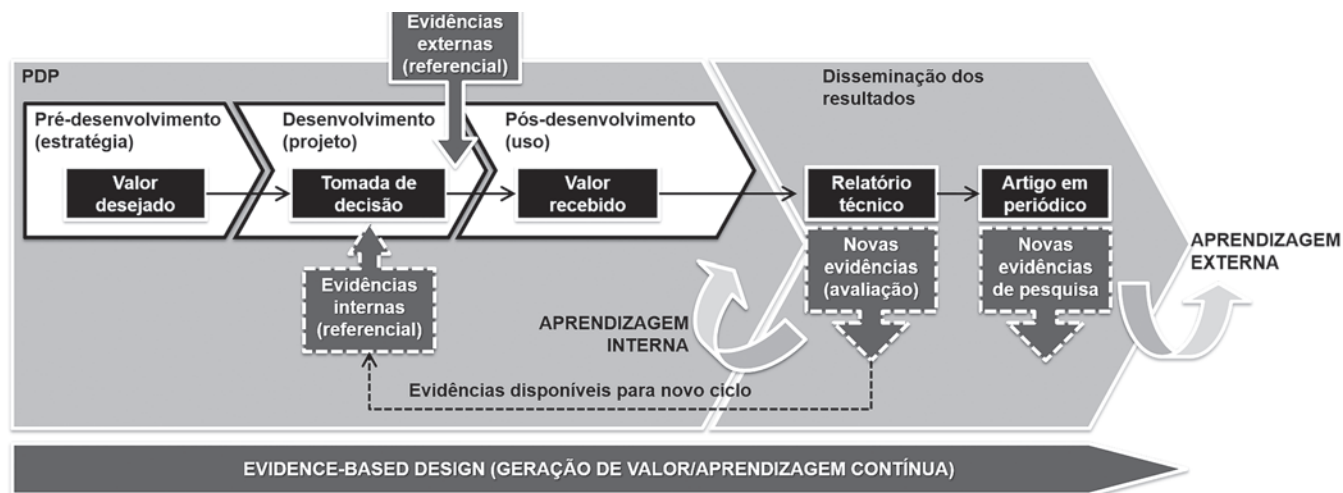 Evidências
externas
(referencial)
PDP
Disseminação dos
resultados
Pré-desenvolvimento
(estratégia)
Desenvolvimento
(projeto)
Pós-desenvolvimento
(uso)
Valor
desejado
Tomada de
decisão
Valor
recebido
Relatório
técnico
Artigo em
periódico
Evidências
internas
(referencial)
Novas
evidências
(avaliação)
Novas
evidências
de pesquisa
APRENDIZAGEM
EXTERNA
APRENDIZAGEM
INTERNA
Evidências disponíveis para novo ciclo
EVIDENCE-BASED DESIGN (GERAÇÃO DE VALOR/APRENDIZAGEM CONTÍNUA)